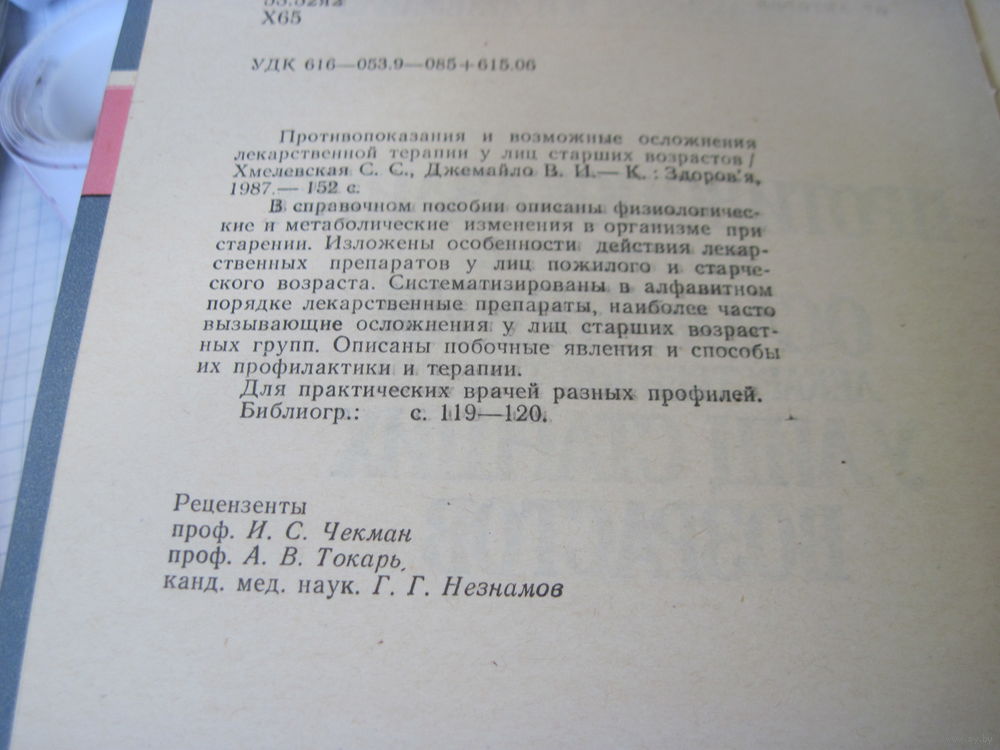 Х65
УДК 616—053.9—085+615.06
Противопоказания и возможные осложнения
лекарственной терапии у лиц старших возрастов /
Хмелевская С. С., Джемайло В. И.— К. : Здоров'я,
1987.— 152 с.
В справочном пособии описаны физиологичес-
кие и метаболические изменения в организме при
старении. Изложены особенности действия лекар-
ственных препаратов у лиц пожилого и старче-
ского возраста. Систематизированы в алфавитном
порядке лекарственные препараты, наиболее часто
вызывающие осложнения у лиц старших возраст-
ных групп. Описаны побочные явления и способы
их профилактики и терапии.
Для практических врачей разных профилей.
Библиогр.: с. 119—120.
Рецензенты
проф. И. С. Чекман
проф. А. В. Токарь,
канд. мед. наук. Г. Г. Незнамов